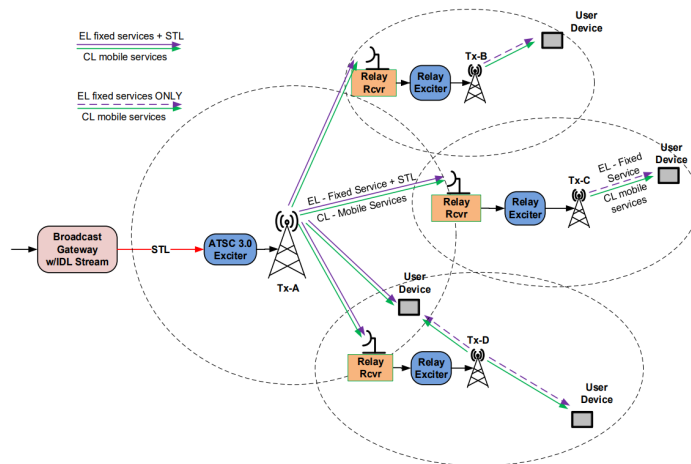 EL fixed services + STL
CL mobile services
EL fixed services ONLY
CL mobile services
User
Device
Tx-B
Relay
Rcvr
Relay
Exciter
EL - Fixed Service + STL
CL - Mobile Services
Relay
Rcvr
Relay
Exciter
Tx-C
EL - Fixed
Service
CL mobile
services
User
Device
Broadcast
Gateway
w/IDL Stream
STL
ATSC 3.0
Exciter
Tx-A
User
Device
Relay
Rcvr
Relay
Exciter
Tx-D
User
Device